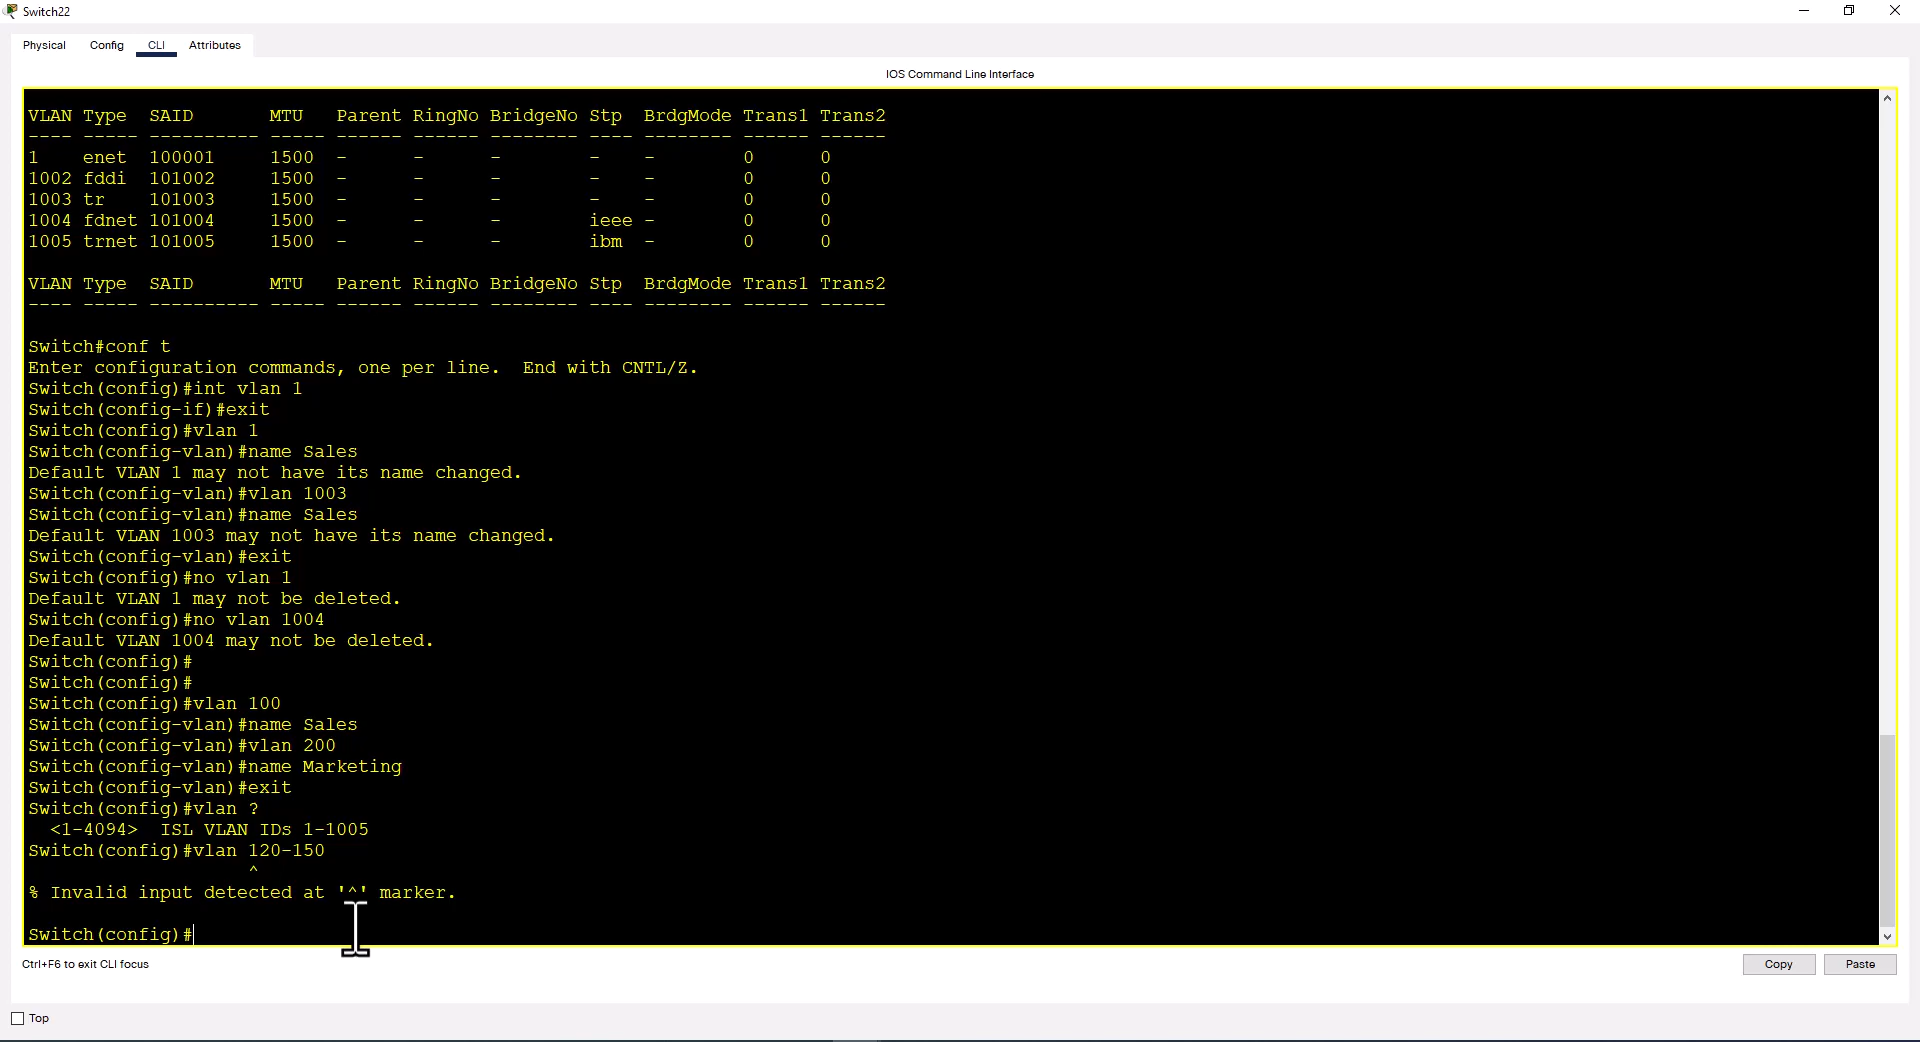 Switch22
Physical Config CLI Attributes
IOS Command Line Interface
VLAN Type  SAID       MTU   Parent RingNo BridgeNo Stp  BrdgMode Trans1 Trans2
---- ----- ---------- ----- ------ ------ -------- ---- -------- ------ ------
1    enet  100001     1500  -      -      -        -    -        0      0
1002 fddi  101002     1500  -      -      -        -    -        0      0
1003 tr    101003     1500  -      -      -        -    -        0      0
1004 fdnet 101004     1500  -      -      -        ieee -        0      0
1005 trnet 101005     1500  -      -      -        ibm  -        0      0
VLAN Type  SAID       MTU   Parent RingNo BridgeNo Stp  BrdgMode Trans1 Trans2
---- ----- ---------- ----- ------ ------ -------- ---- -------- ------ ------
Switch#conf t
Enter configuration commands, one per line.  End with CNTL/Z.
Switch(config)#int vlan 1
Switch(config-if)#exit
Switch(config)#vlan 1
Switch(config-vlan)#name Sales
Default VLAN 1 may not have its name changed.
Switch(config-vlan)#vlan 1003
Switch(config-vlan)#name Sales
Default VLAN 1003 may not have its name changed.
Switch(config-vlan)#exit
Switch(config)#no vlan 1
Default VLAN 1 may not be deleted.
Switch(config)#no vlan 1004
Default VLAN 1004 may not be deleted.
Switch(config)#
Switch(config)#
Switch(config)#vlan 100
Switch(config-vlan)#name Sales
Switch(config-vlan)#vlan 200
Switch(config-vlan)#name Marketing
Switch(config-vlan)#exit
Switch(config)#vlan ?
  <1-4094>  ISL VLAN IDs 1-1005
Switch(config)#vlan 120-150
                    ^
% Invalid input detected at '^' marker.
Switch(config)#
Ctrl+F6 to exit CLI focus
Copy Paste
Top